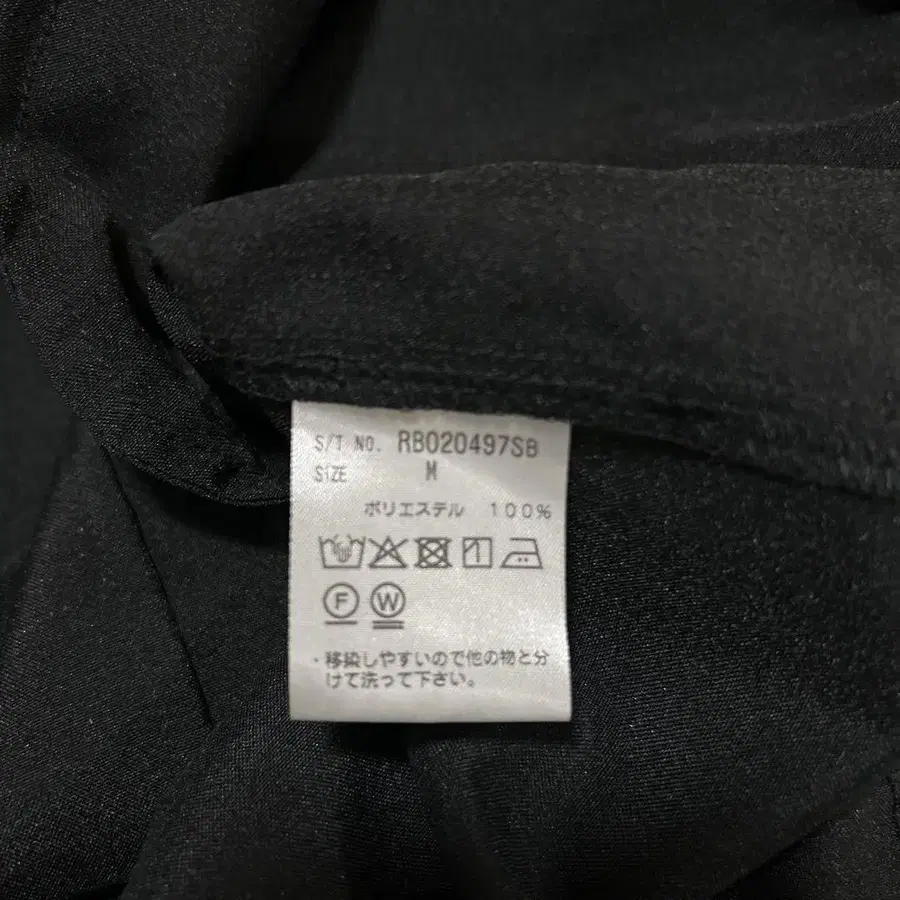 S/T NO. RB020497SB
SIZE M
ポリエステル 100%
F W
・移染しやすいので他の物と分
けて洗って下さい。